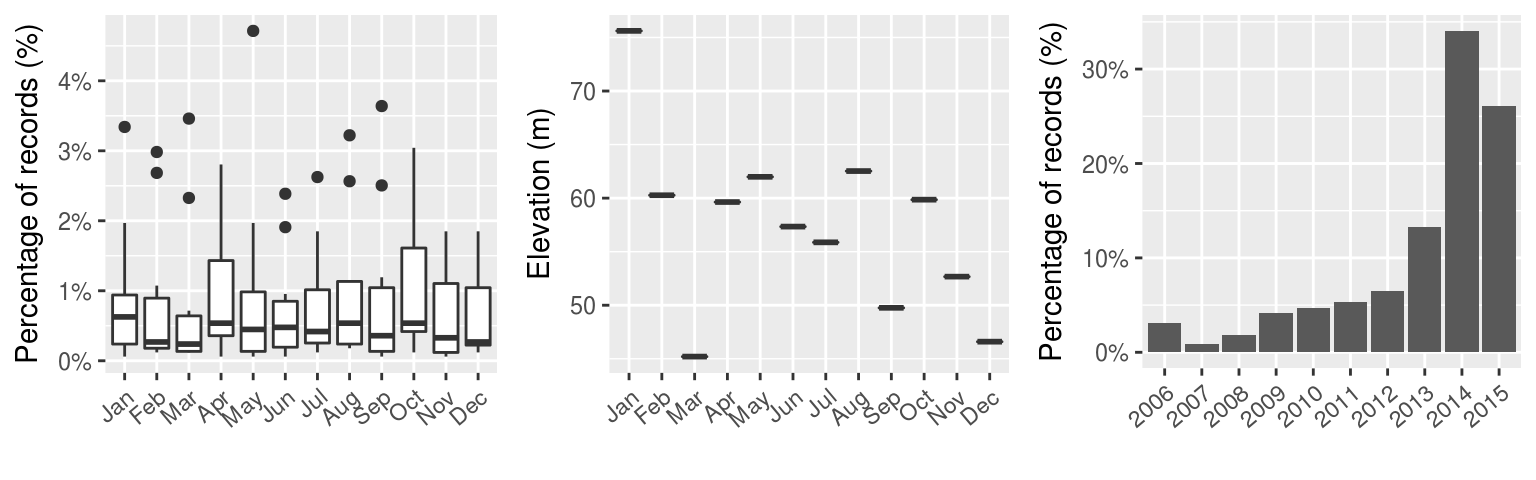 Percentage of records (%)
4%
3%
2%
1%
0%
Jan Feb Mar Apr May Jun Jul Aug Sep Oct Nov Dec
Elevation (m)
70
60
50
Jan Feb Mar Apr May Jun Jul Aug Sep Oct Nov Dec
Percentage of records (%)
30%
20%
10%
0%
2006 2007 2008 2009 2010 2011 2012 2013 2014 2015